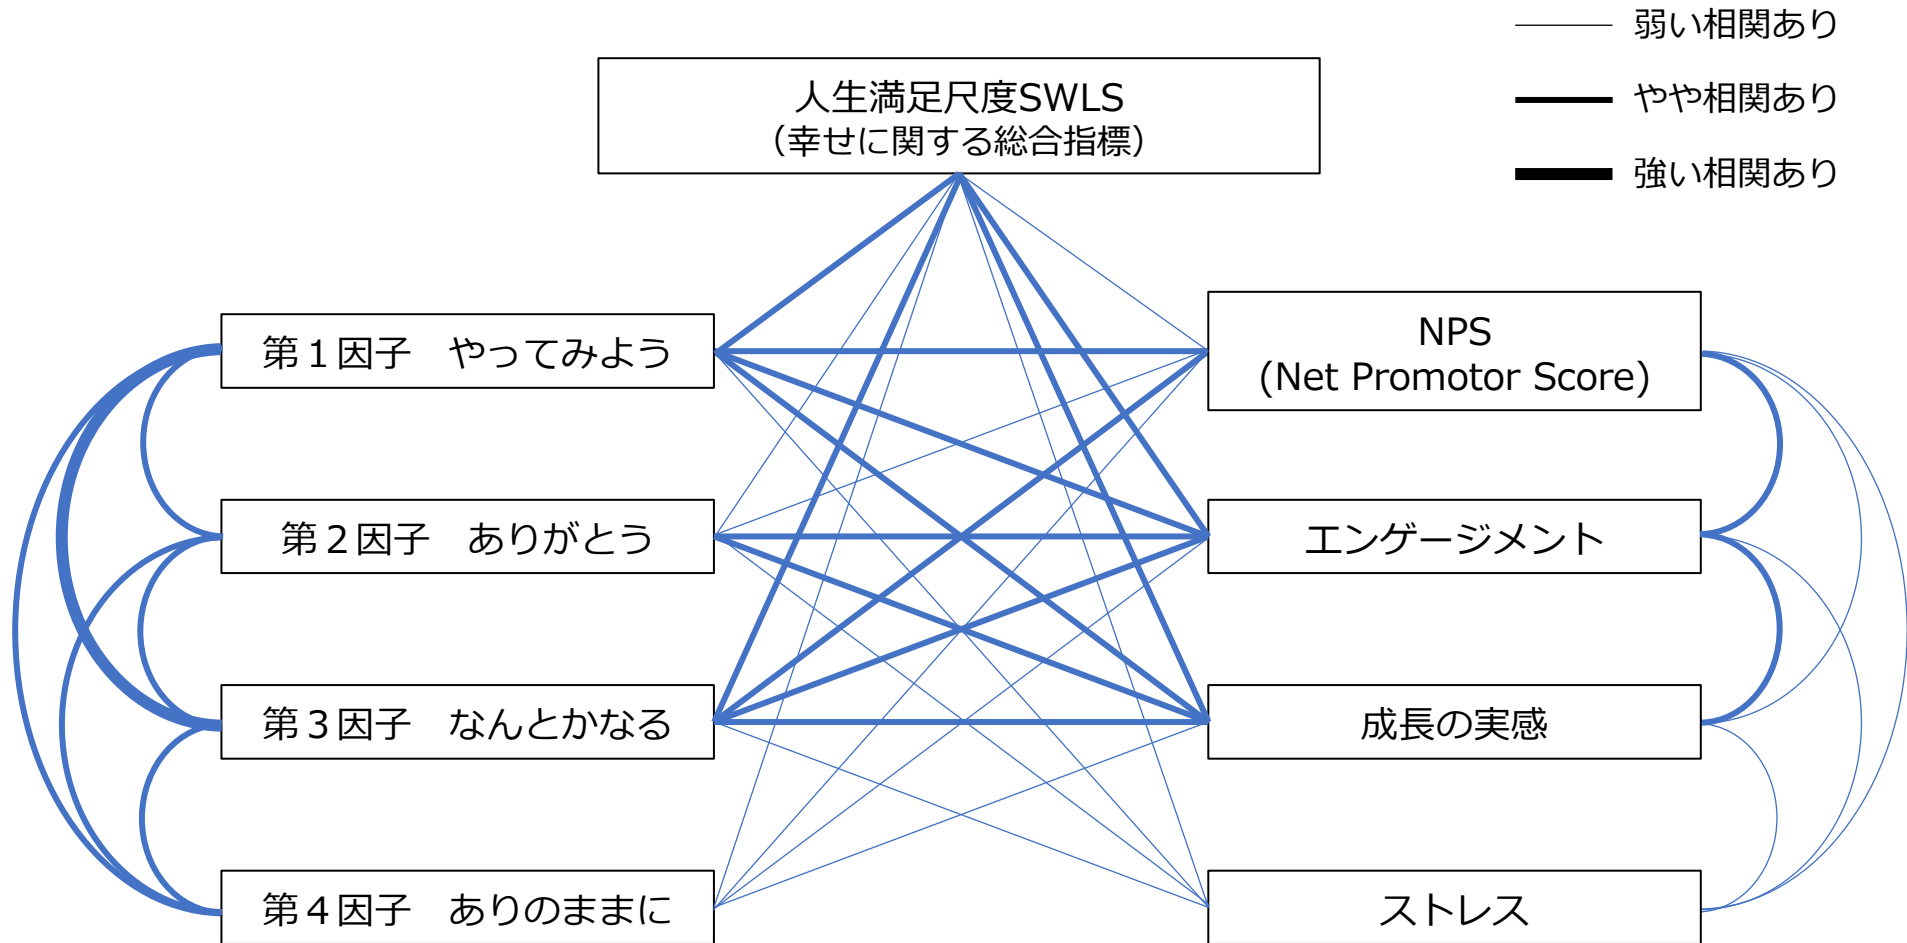 弱い相関あり
やや相関あり
強い相関あり
人生満足尺度SWLS
（幸せに関する総合指標）
第１因子　やってみよう
第２因子　ありがとう
第３因子　なんとかなる
第４因子　ありのままに
NPS
(Net Promotor Score)
エンゲージメント
成長の実感
ストレス